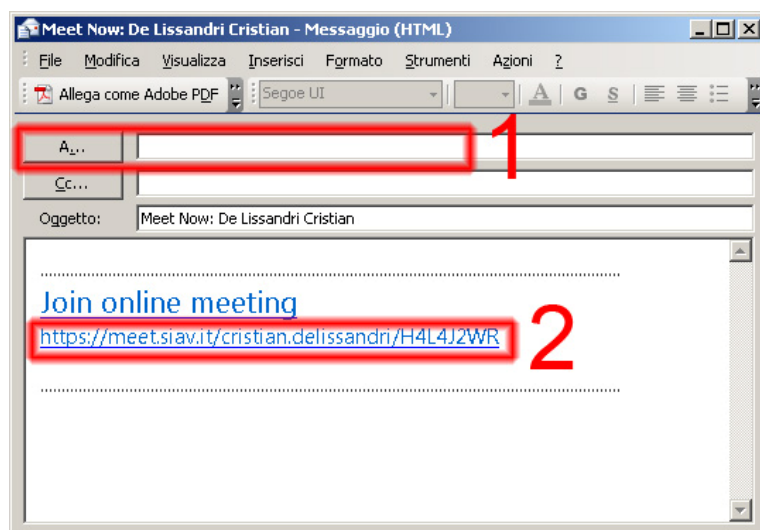 Meet Now: De Lissandri Cristian - Messaggio (HTML)
File Modifica Visualizza Inserisci Formato Strumenti Azioni ?
Allega come Adobe PDF Segoe UI A G S
A... 1
Cc...
Oggetto: Meet Now: De Lissandri Cristian
Join online meeting
https://meet.siav.it/cristian.delissandri/H4L4J2WR 2